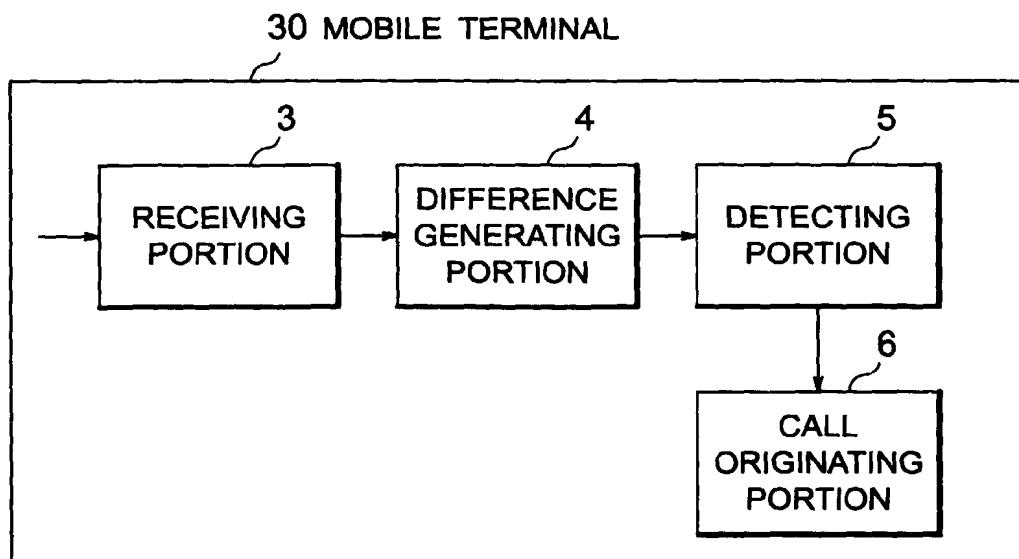 30 MOBILE TERMINAL
3
RECEIVING
PORTION
4
DIFFERENCE
GENERATING
PORTION
5
DETECTING
PORTION
6
CALL
ORIGINATING
PORTION